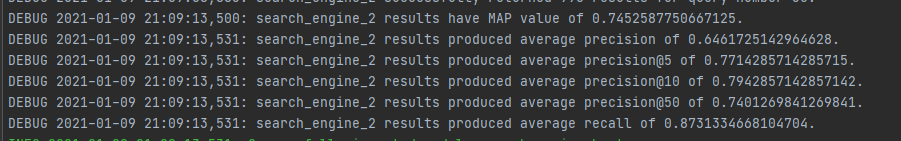 DEBUG 2021-01-09 21:09:13,500: search_engine_2 results have MAP value of 0.7452587750667125.
DEBUG 2021-01-09 21:09:13,531: search_engine_2 results produced average precision of 0.6461725142964628.
DEBUG 2021-01-09 21:09:13,531: search_engine_2 results produced average precision@5 of 0.7714285714285715.
DEBUG 2021-01-09 21:09:13,531: search_engine_2 results produced average precision@10 of 0.7942857142857142.
DEBUG 2021-01-09 21:09:13,531: search_engine_2 results produced average precision@50 of 0.7401269841269841.
DEBUG 2021-01-09 21:09:13,531: search_engine_2 results produced average recall of 0.8731334668104704.